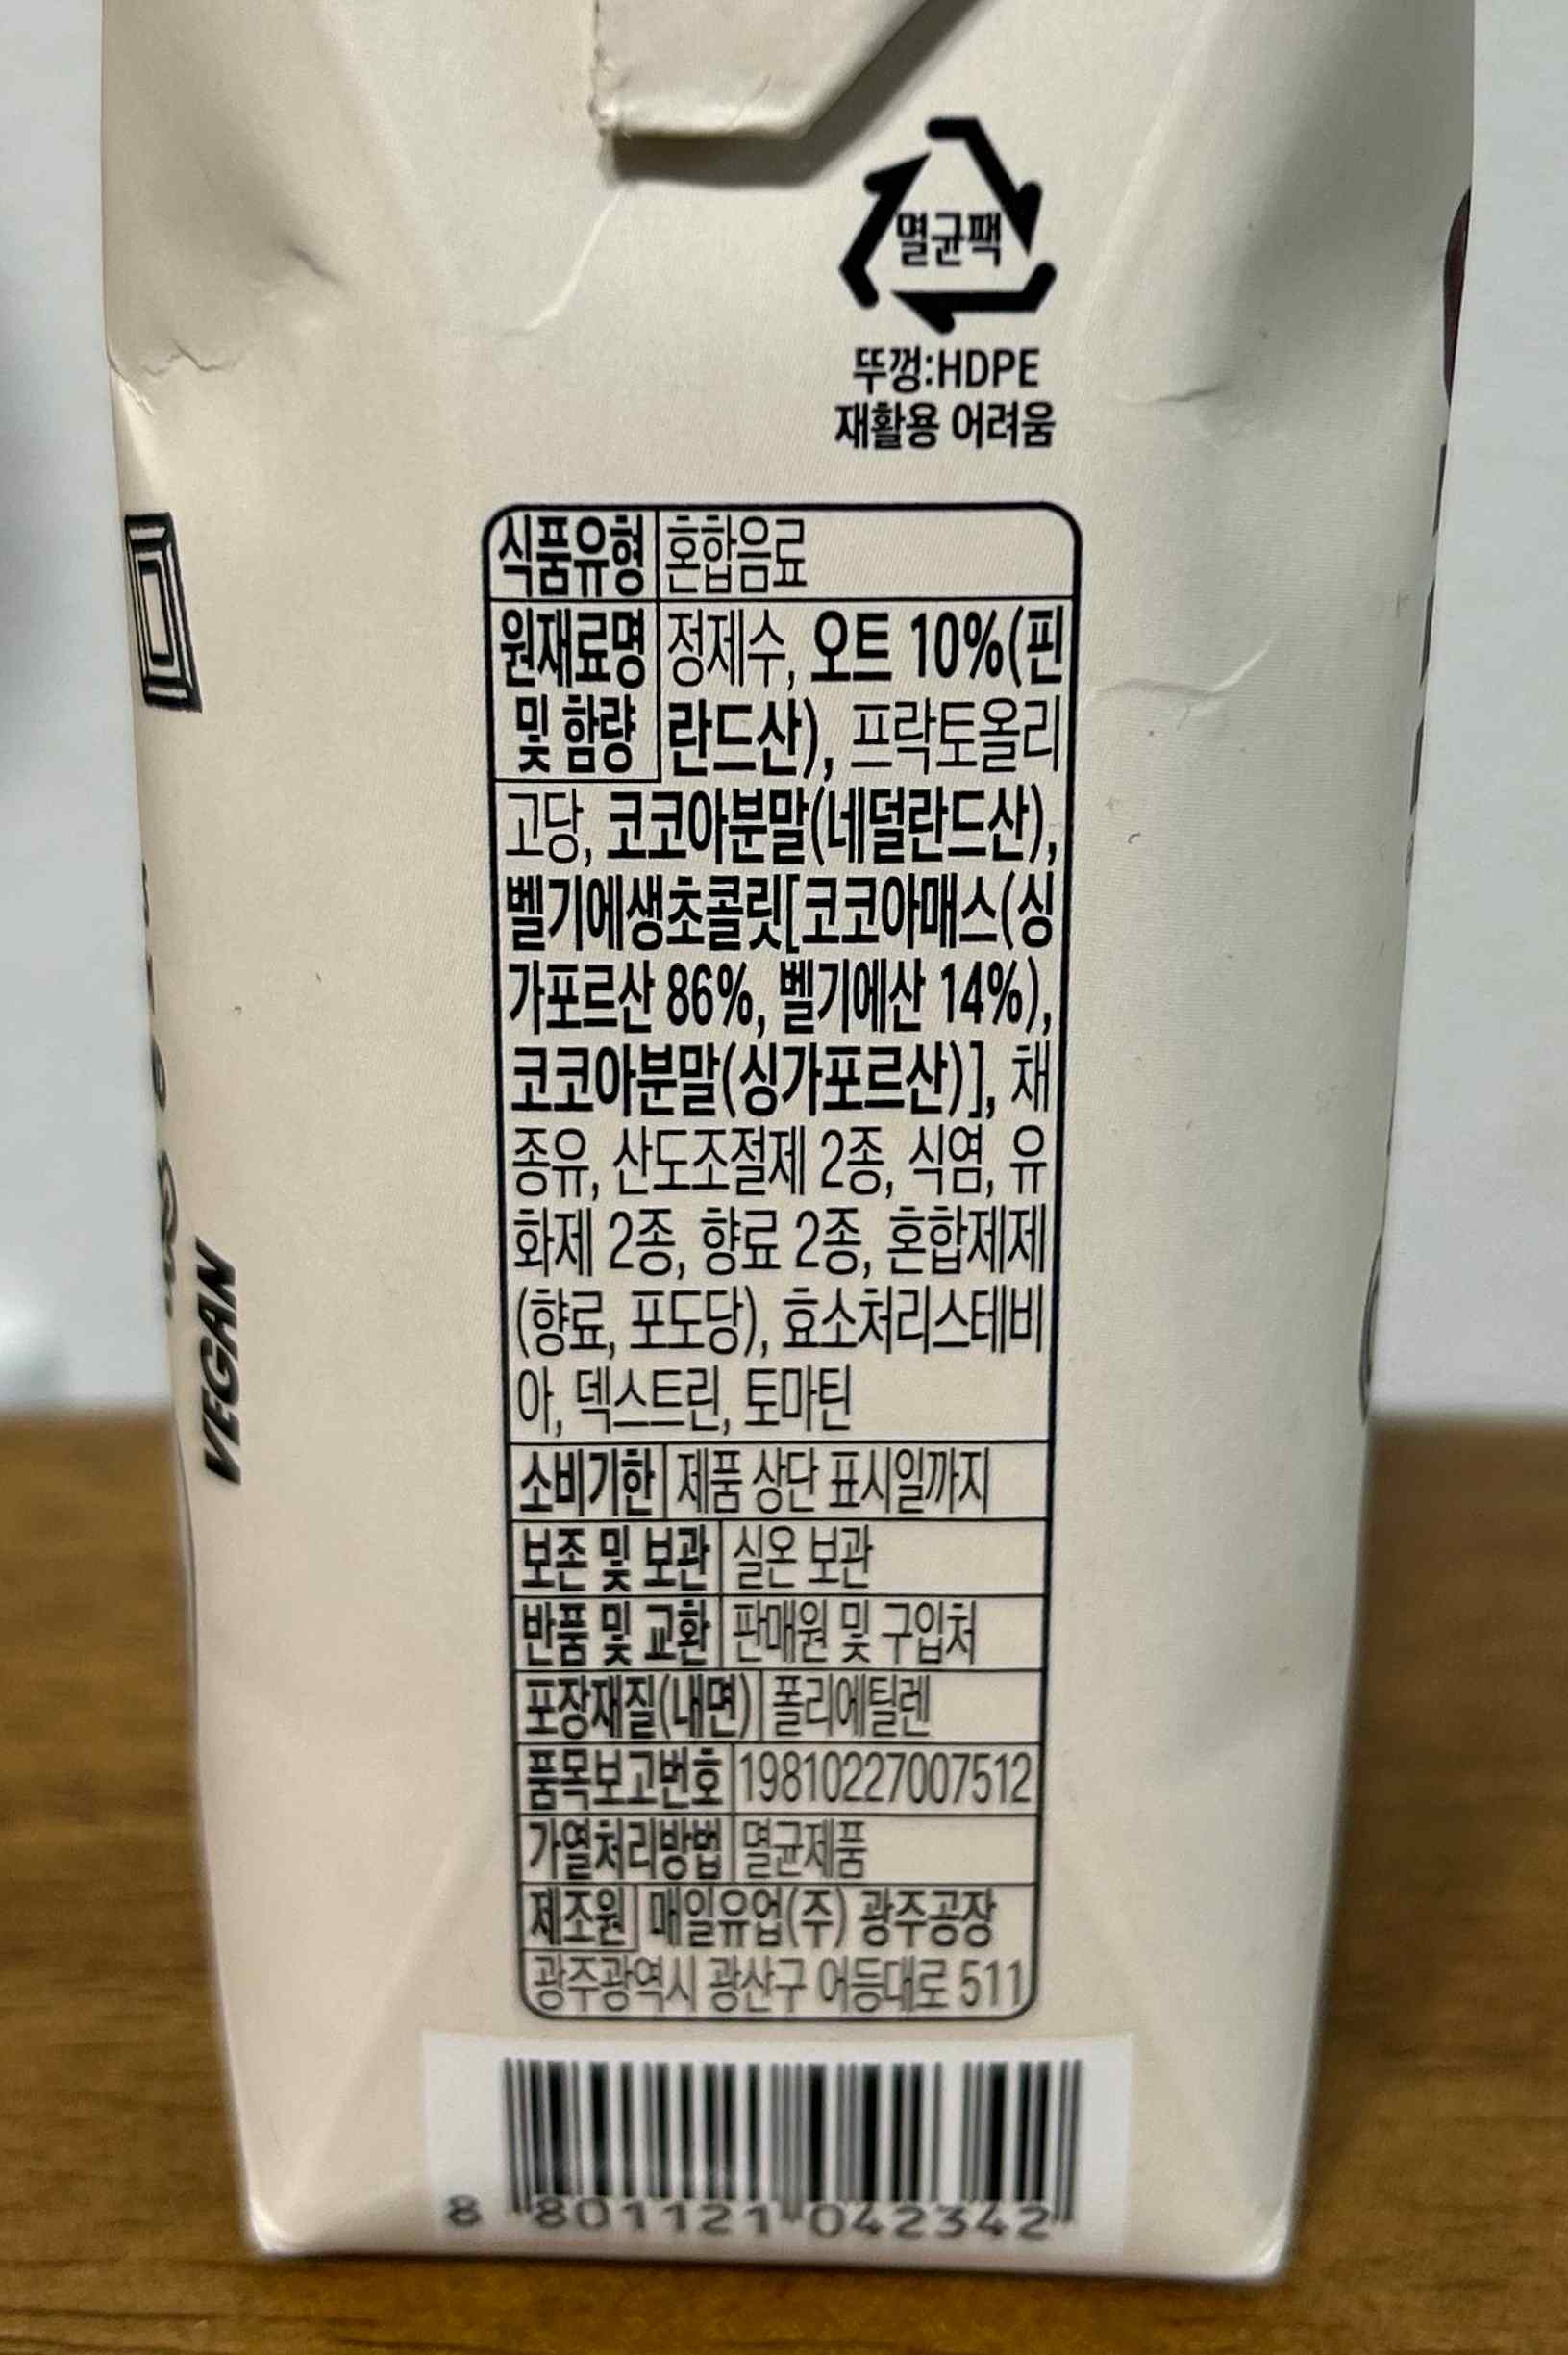 멸균팩
뚜껑:HDPE
재활용 어려움
식품유형 혼합음료
원재료명 정제수, 오트 10%(핀
및 함량 란드산), 프락토올리
고당, 코코아분말(네덜란드산),
벨기에생초콜릿[코코아매스(싱
가포르산 86%, 벨기에산 14%),
코코아분말(싱가포르산)], 채
종유, 산도조절제 2종, 식염, 유
화제 2종, 향료 2종, 혼합제제
(향료, 포도당), 효소처리스테비
아, 덱스트린, 토마틴
소비기한 제품 상단 표시일까지
보존 및 보관 실온 보관
반품 및 교환 판매원 및 구입처
포장재질(내면) 폴리에틸렌
품목보고번호 19810227007512
가열처리방법 멸균제품
제조원 매일유업(주) 광주공장
광주광역시 광산구 어등대로 511
8 801121 042342
VEGAN